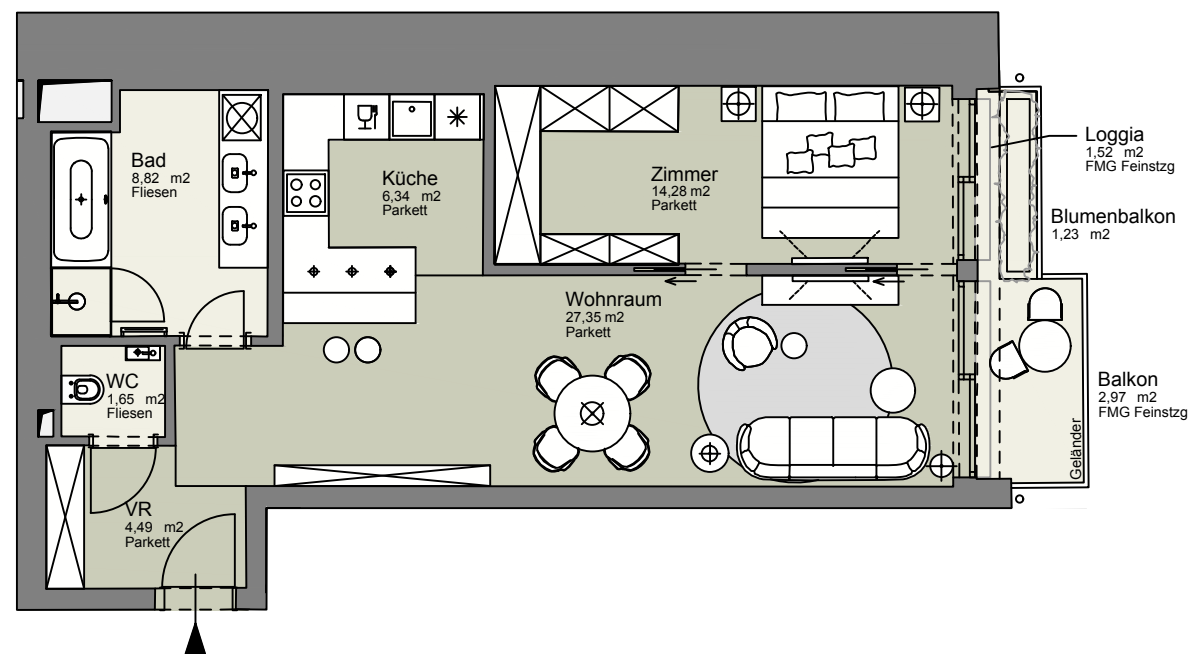 Bad
8,82 m2
Fliesen
Küche
6,34 m2
Parkett
Zimmer
14,28 m2
Parkett
Loggia
1,52 m2
FMG Feinstzg
Blumenbalkon
1,23 m2
Wohnraum
27,35 m2
Parkett
WC
1,65 m2
Fliesen
Balkon
2,97 m2
FMG Feinstzg
Geländer
VR
4,49 m2
Parkett